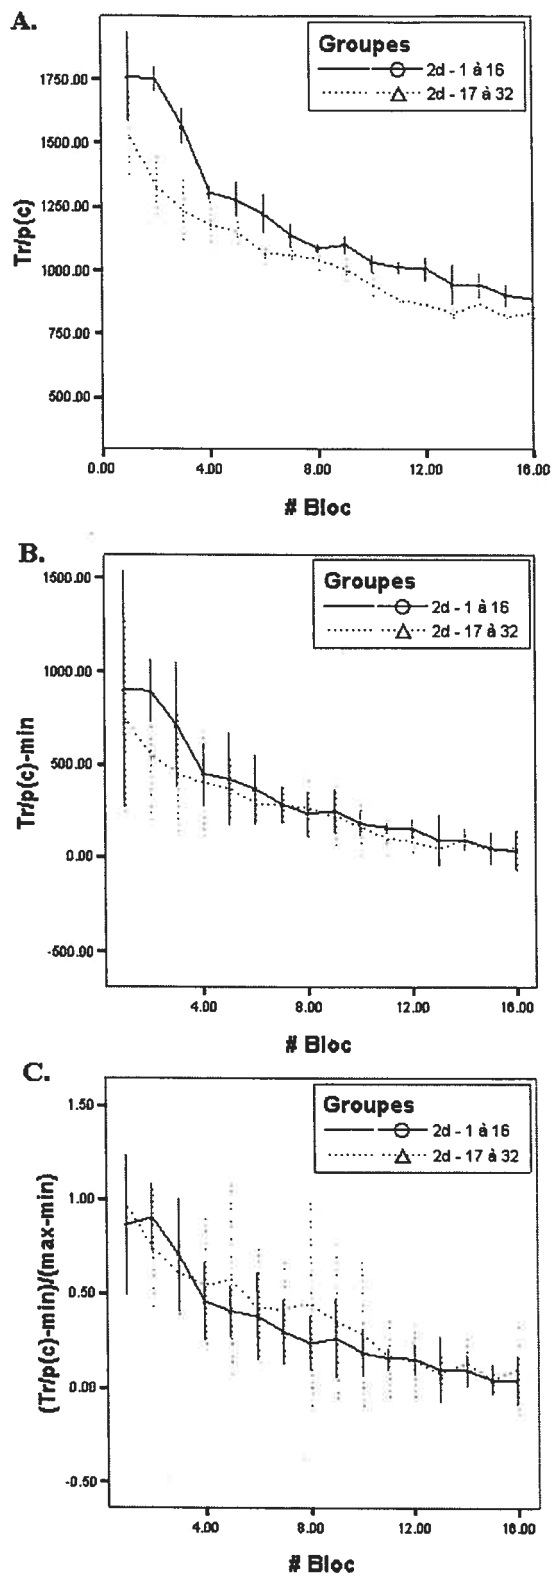 A.
Groupes
2d - 1 à 16
2d - 17 à 32
1750.00
1500.00
1250.00
1000.00
750.00
500.00
Tr/p(c)
0.00 4.00 8.00 12.00 16.00
# Bloc
B.
Groupes
2d - 1 à 16
2d - 17 à 32
1500.00
1000.00
500.00
0.00
-500.00
Tr/p(c)-min
4.00 8.00 12.00 16.00
# Bloc
C.
Groupes
2d - 1 à 16
2d - 17 à 32
1.50
1.00
0.50
0.00
-0.50
(Tr/p(c)-min)/(max-min)
4.00 8.00 12.00 16.00
# Bloc